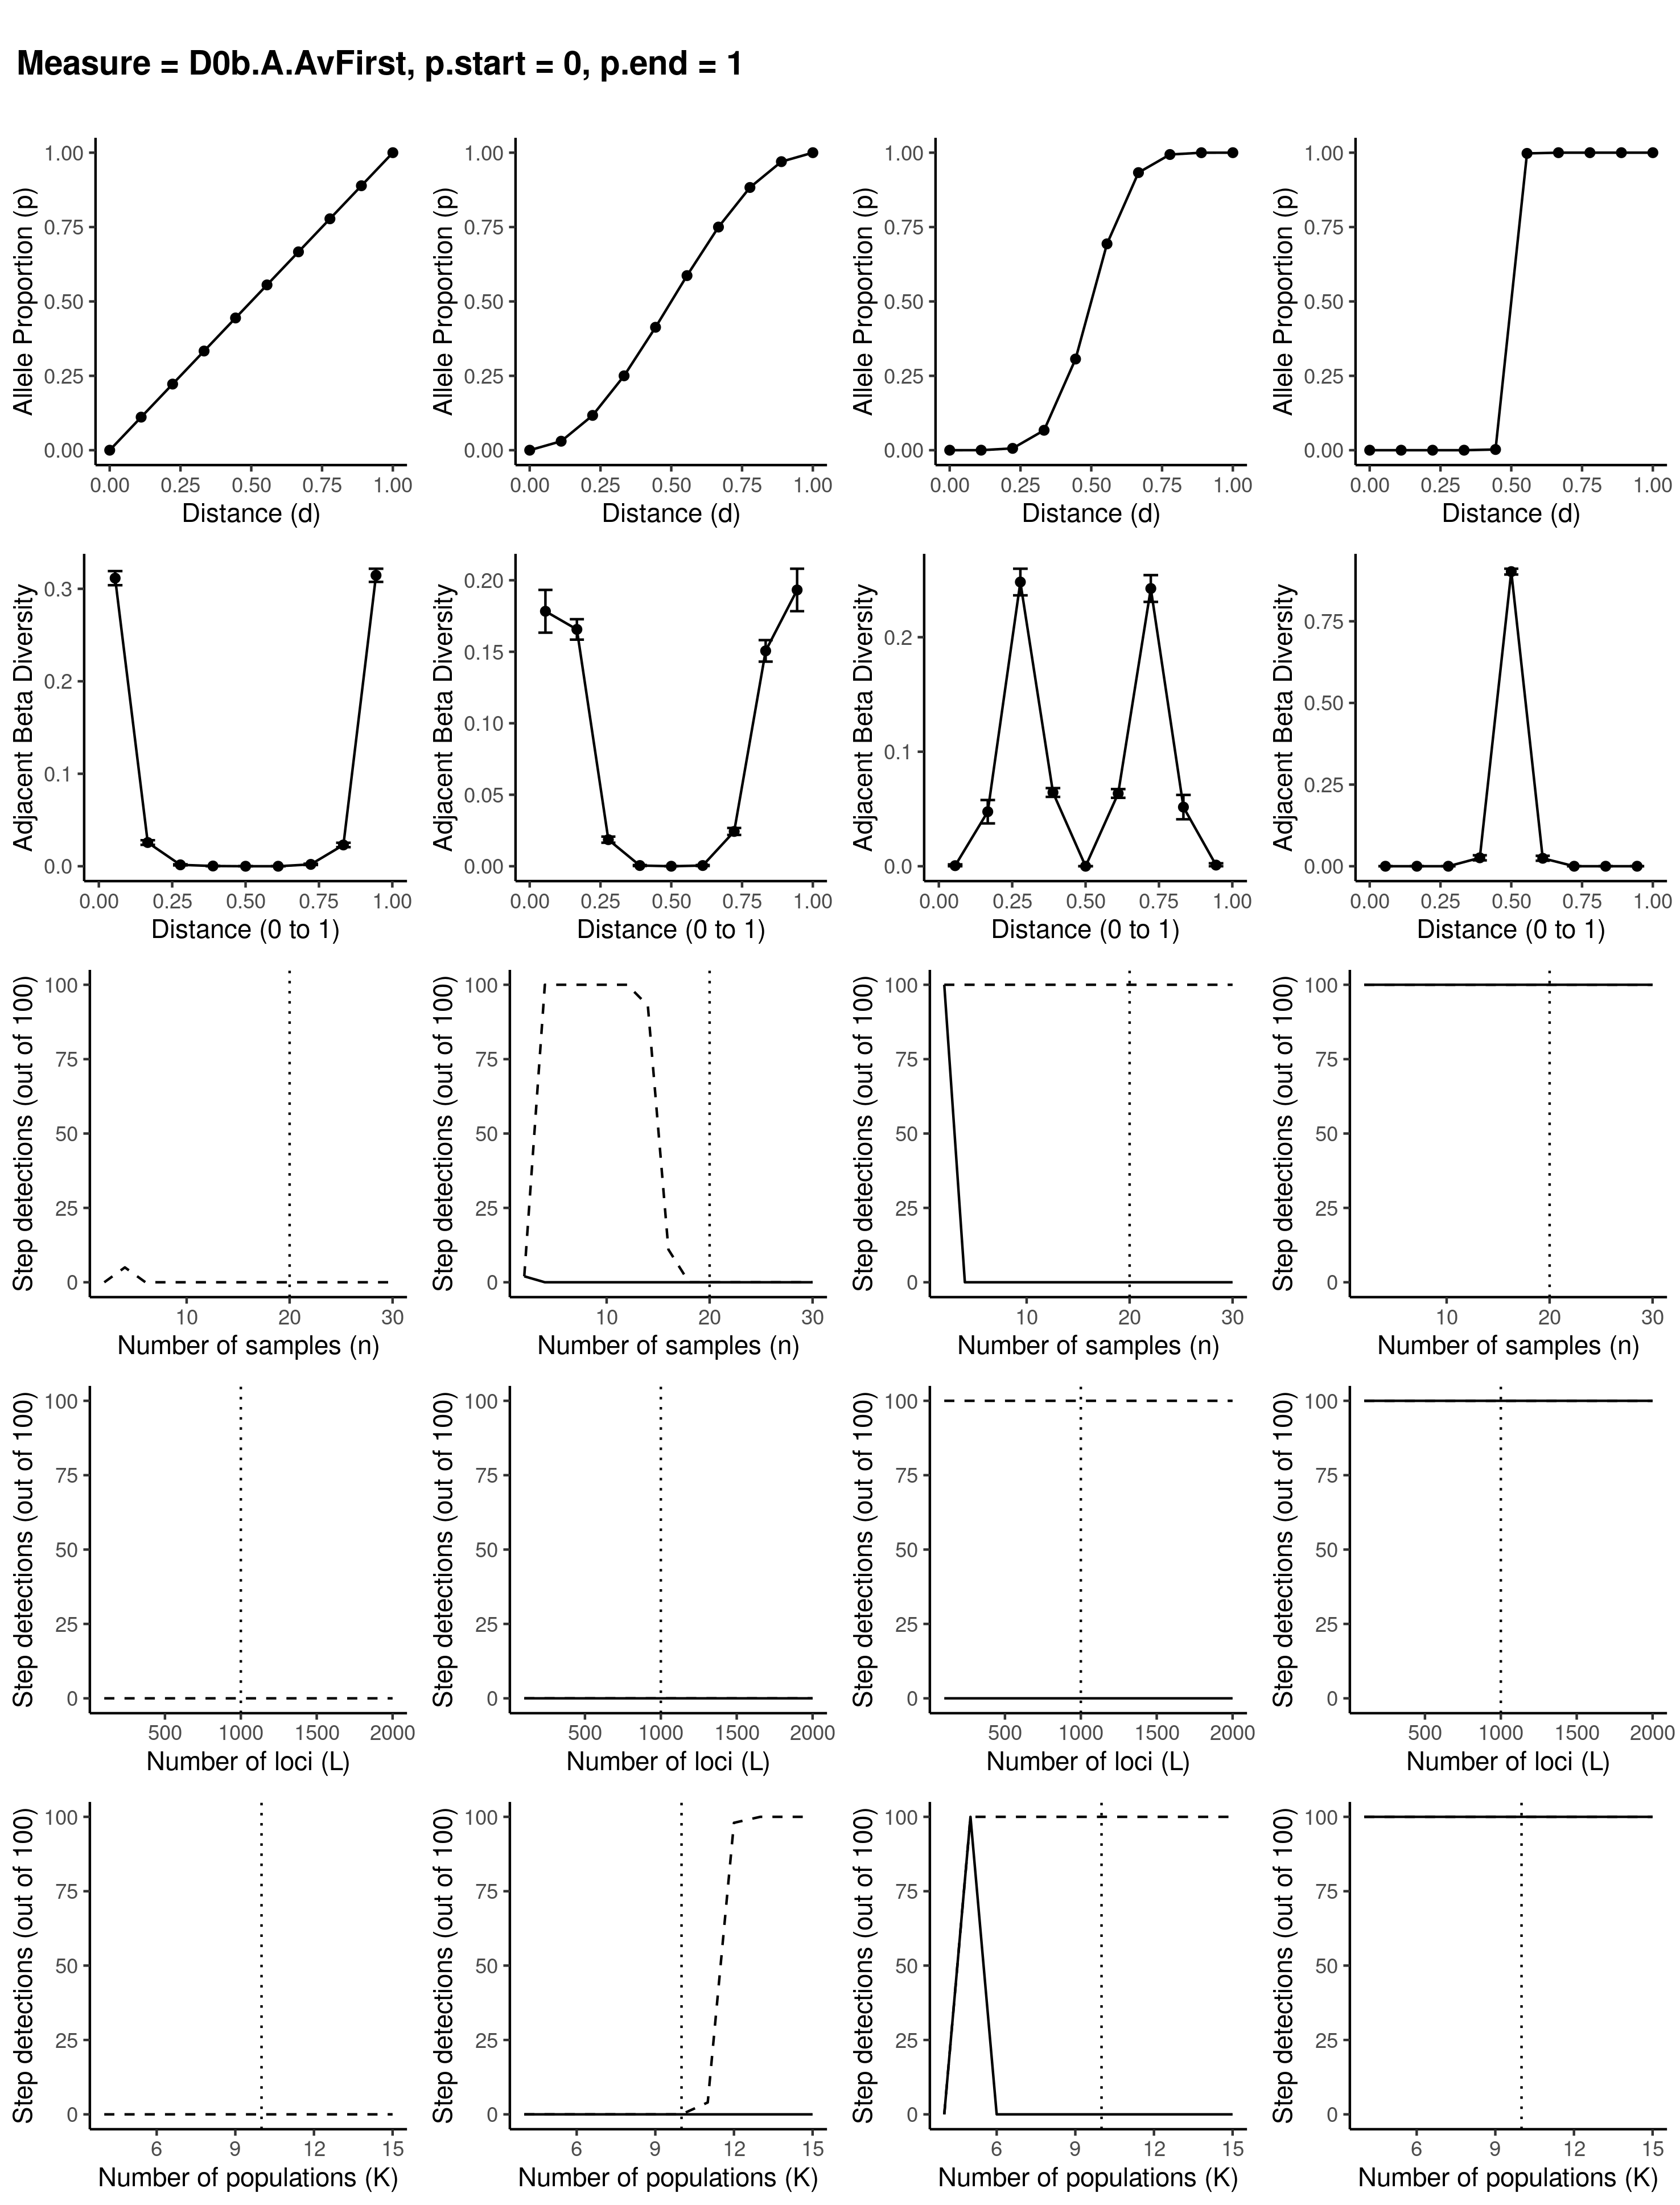 Measure = D0b.A.AvFirst, p.start = 0, p.end = 1
Allele Proportion (p)
1.00
0.75
0.50
0.25
0.00
0.00 0.25 0.50 0.75 1.00
Distance (d)
Allele Proportion (p)
1.00
0.75
0.50
0.25
0.00
0.00 0.25 0.50 0.75 1.00
Distance (d)
Allele Proportion (p)
1.00
0.75
0.50
0.25
0.00
0.00 0.25 0.50 0.75 1.00
Distance (d)
Allele Proportion (p)
1.00
0.75
0.50
0.25
0.00
0.00 0.25 0.50 0.75 1.00
Distance (d)
Adjacent Beta Diversity
0.3
0.2
0.1
0.0
0.00 0.25 0.50 0.75 1.00
Distance (0 to 1)
Adjacent Beta Diversity
0.20
0.15
0.10
0.05
0.00
0.00 0.25 0.50 0.75 1.00
Distance (0 to 1)
Adjacent Beta Diversity
0.2
0.1
0.0
0.00 0.25 0.50 0.75 1.00
Distance (0 to 1)
Adjacent Beta Diversity
0.75
0.50
0.25
0.00
0.00 0.25 0.50 0.75 1.00
Distance (0 to 1)
Step detections (out of 100)
100
75
50
25
0
10 20 30
Number of samples (n)
Step detections (out of 100)
100
75
50
25
0
10 20 30
Number of samples (n)
Step detections (out of 100)
100
75
50
25
0
10 20 30
Number of samples (n)
Step detections (out of 100)
100
75
50
25
0
10 20 30
Number of samples (n)
Step detections (out of 100)
100
75
50
25
0
500 1000 1500 2000
Number of loci (L)
Step detections (out of 100)
100
75
50
25
0
500 1000 1500 2000
Number of loci (L)
Step detections (out of 100)
100
75
50
25
0
500 1000 1500 2000
Number of loci (L)
Step detections (out of 100)
100
75
50
25
0
500 1000 1500 2000
Number of loci (L)
Step detections (out of 100)
100
75
50
25
0
6 9 12 15
Number of populations (K)
Step detections (out of 100)
100
75
50
25
0
6 9 12 15
Number of populations (K)
Step detections (out of 100)
100
75
50
25
0
6 9 12 15
Number of populations (K)
Step detections (out of 100)
100
75
50
25
0
6 9 12 15
Number of populations (K)